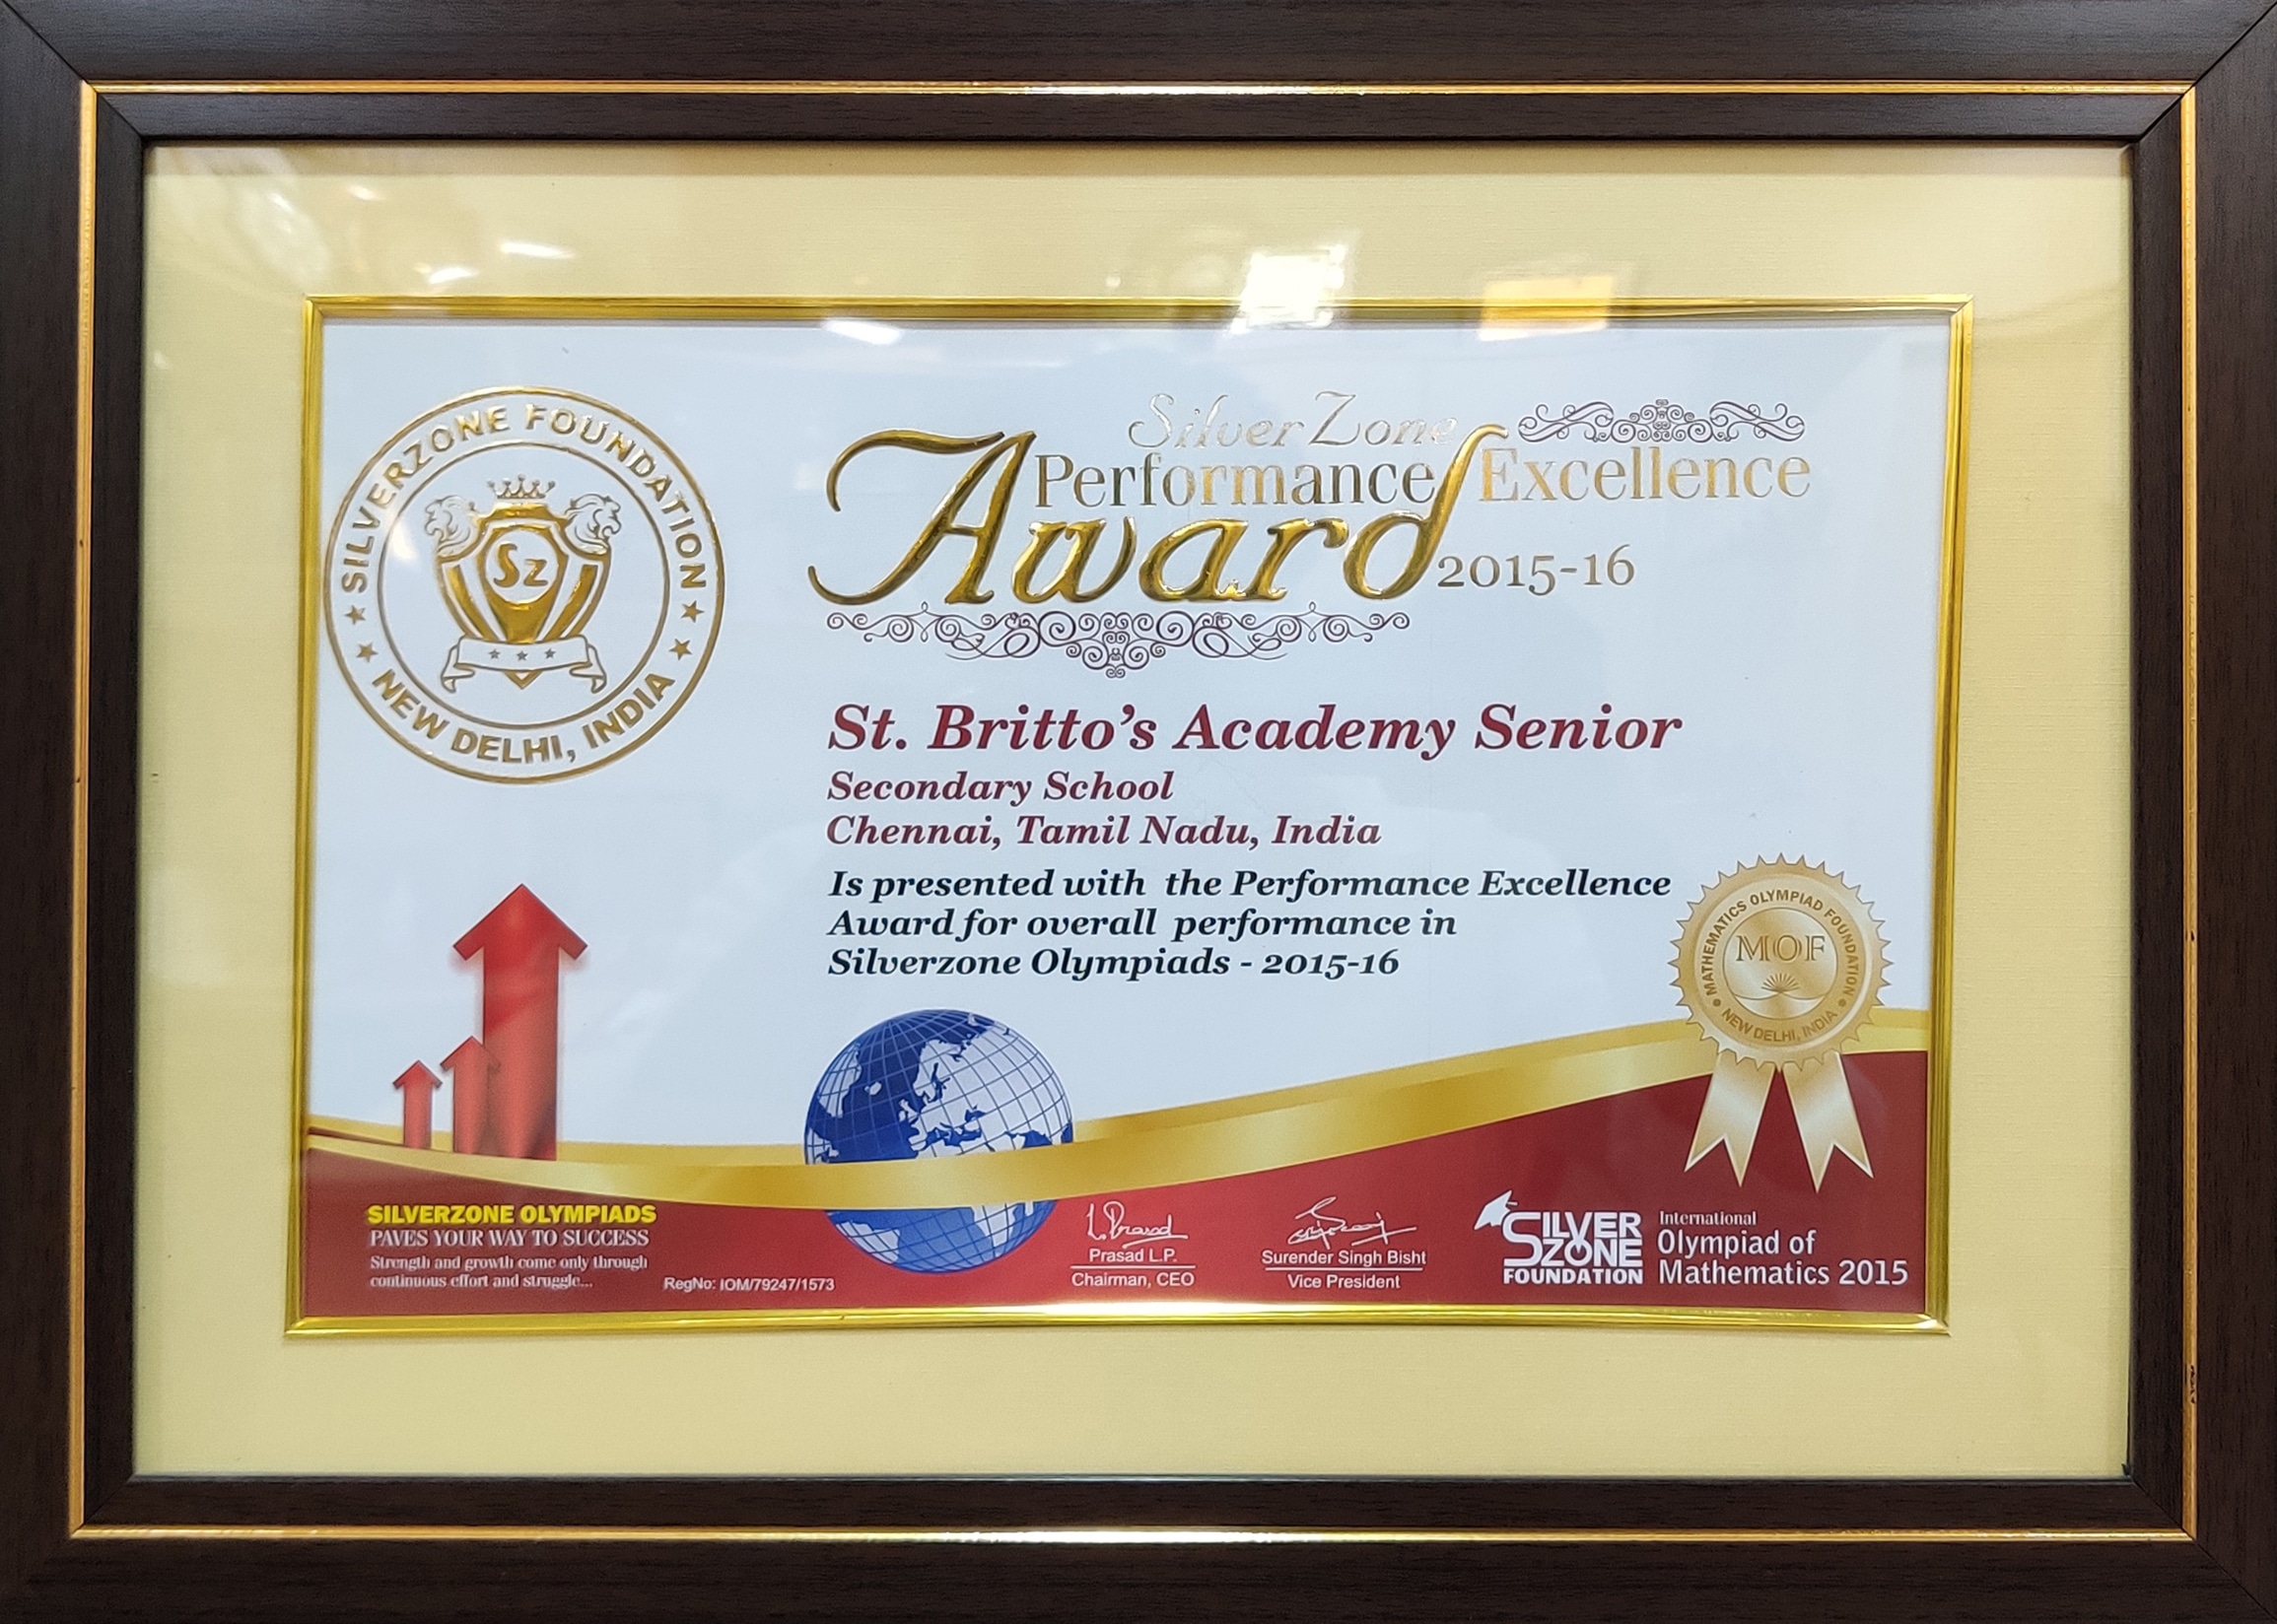 SILVERZONE FOUNDATION
NEW DELHI, INDIA
Sz
Silver Zone
Performance Excellence
Award 2015-16
St. Britto's Academy Senior
Secondary School
Chennai, Tamil Nadu, India
Is presented with the Performance Excellence
Award for overall performance in
Silverzone Olympiads - 2015-16
MATHEMATICS OLYMPIAD FOUNDATION
MOF
NEW DELHI, INDIA
SILVERZONE OLYMPIADS
PAVES YOUR WAY TO SUCCESS
Strength and growth come only through
continuous effort and struggle...
RegNo: IOM/79247/1573
L.Prasad
Prasad L.P.
Chairman, CEO
Surender Singh Bisht
Vice President
SILVER
ZONE
FOUNDATION
International
Olympiad of
Mathematics 2015